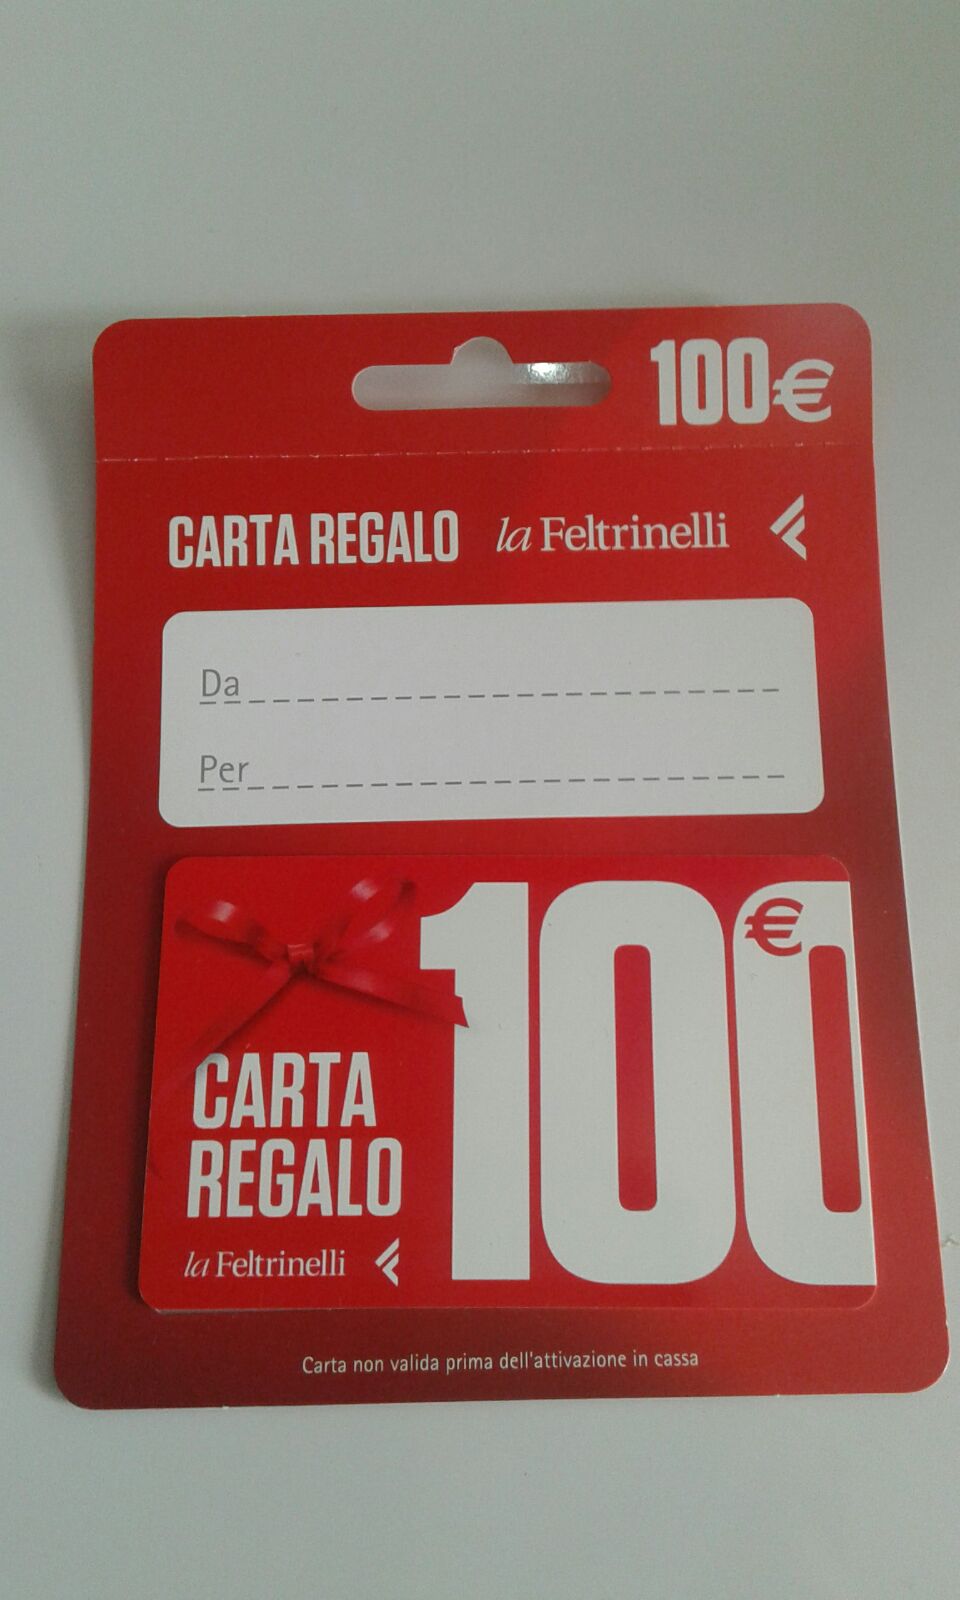 100€
CARTA REGALO la Feltrinelli
Da
Per
100€
CARTA
REGALO
la Feltrinelli
Carta non valida prima dell'attivazione in cassa